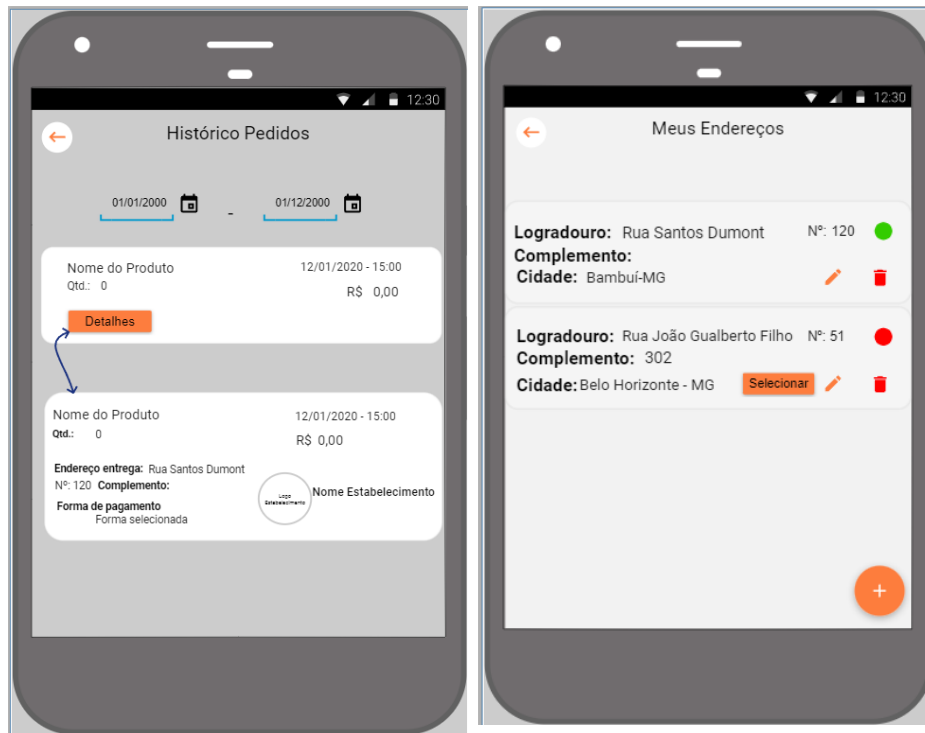 12:30
Histórico Pedidos
01/01/2000 - 01/12/2000
Nome do Produto 12/01/2020 - 15:00
Qtd.: 0 R$ 0,00
Detalhes
Nome do Produto 12/01/2020 - 15:00
Qtd.: 0 R$ 0,00
Endereço entrega: Rua Santos Dumont
Nº: 120 Complemento:
Logo
Estabelecimento
Nome Estabelecimento
Forma de pagamento
Forma selecionada
12:30
Meus Endereços
Logradouro: Rua Santos Dumont Nº: 120
Complemento:
Cidade: Bambuí-MG
Logradouro: Rua João Gualberto Filho Nº: 51
Complemento: 302
Cidade: Belo Horizonte - MG Selecionar
+